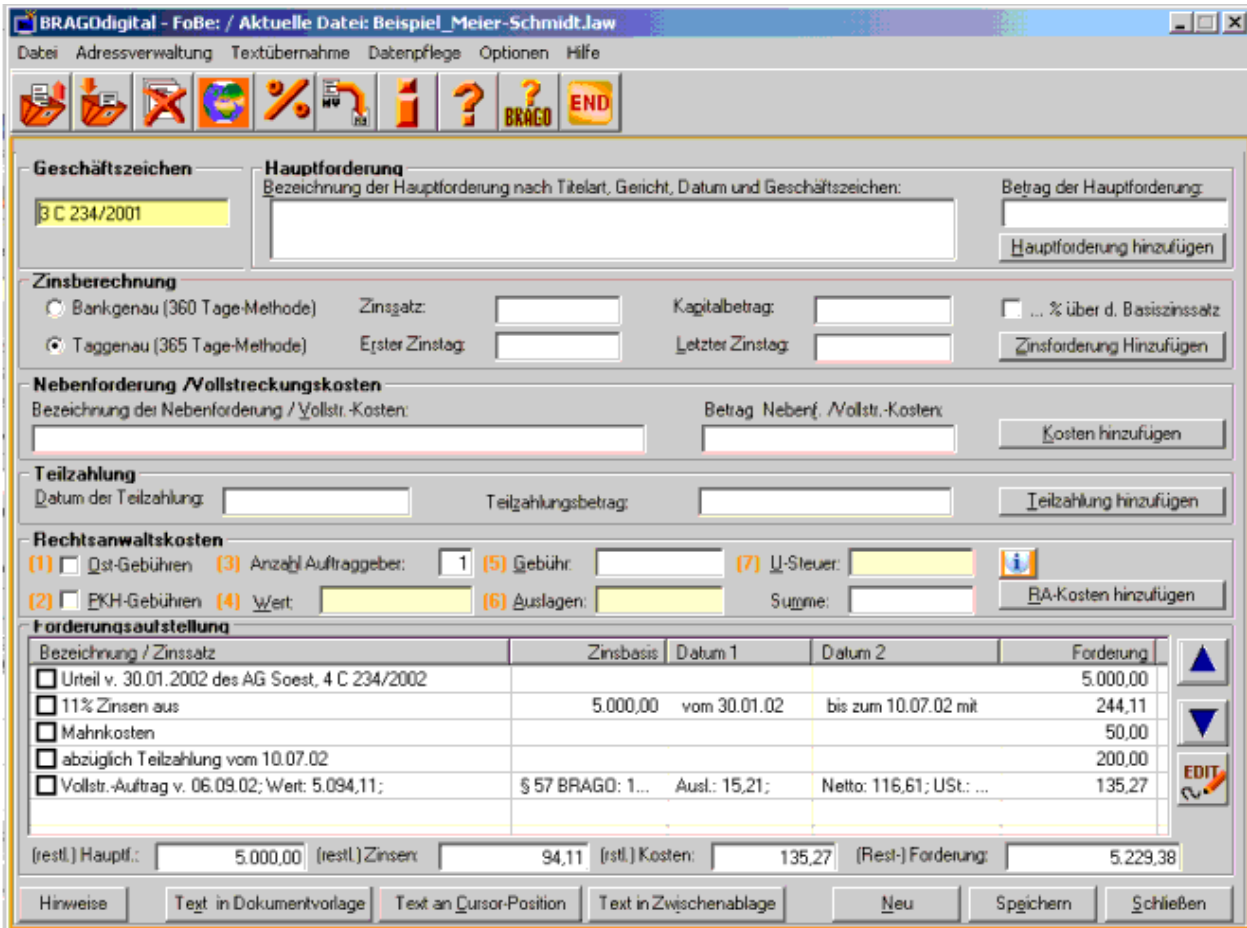 BRAGOdigital - FoBe: / Aktuelle Datei: Beispiel_Meier-Schmidt.law
Datei Adressverwaltung Textübernahme Datenpflege Optionen Hilfe
? BRAGO END
Geschäftszeichen
3 C 234/2001
Hauptforderung
Bezeichnung der Hauptforderung nach Titelart, Gericht, Datum und Geschäftszeichen: Betrag der Hauptforderung:
Hauptforderung hinzufügen
Zinsberechnung
Bankgenau (360 Tage-Methode) Zinssatz: Kapitalbetrag: ... % über d. Basiszinssatz
Taggenau (365 Tage-Methode) Erster Zinstag: Letzter Zinstag: Zinsforderung Hinzufügen
Nebenforderung /Vollstreckungskosten
Bezeichnung der Nebenforderung / Vollstr.-Kosten: Betrag Nebenf. /Vollstr.-Kosten:
Kosten hinzufügen
Teilzahlung
Datum der Teilzahlung: Teilzahlungsbetrag: Teilzahlung hinzufügen
Rechtsanwaltskosten
(1) Ost-Gebühren (3) Anzahl Auftraggeber: 1 (5) Gebühr: (7) U-Steuer:
(2) PKH-Gebühren (4) Wert: (6) Auslagen: Summe: RA-Kosten hinzufügen
Forderungsaufstellung
Bezeichnung / Zinssatz Zinsbasis Datum 1 Datum 2 Forderung
Urteil v. 30.01.2002 des AG Soest, 4 C 234/2002 5.000,00
11% Zinsen aus 5.000,00 vom 30.01.02 bis zum 10.07.02 mit 244,11
Mahnkosten 50,00
abzüglich Teilzahlung vom 10.07.02 200,00
Vollstr.-Auftrag v. 06.09.02; Wert: 5.094,11; § 57 BRAGO: 1... Ausl.: 15,21; Netto: 116,61; USt.: ... 135,27
EDIT
(restl.) Hauptf.: 5.000,00 (restl.) Zinsen: 94,11 (rstl.) Kosten: 135,27 (Rest-) Forderung: 5.229,38
Hinweise Text in Dokumentvorlage Text an Cursor-Position Text in Zwischenablage Neu Speichern Schließen